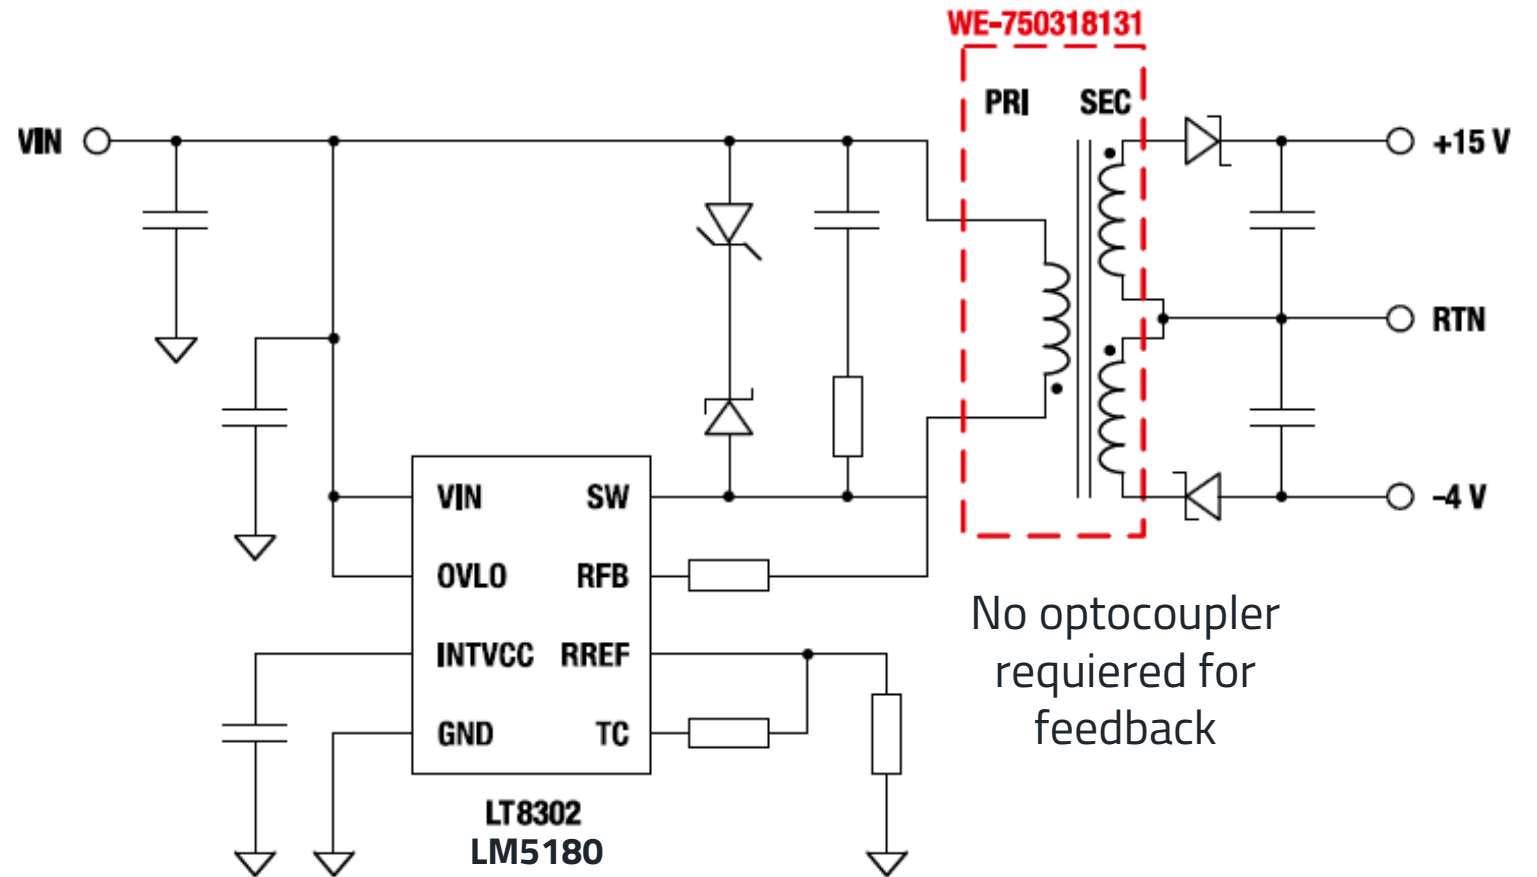 WE-750318131
PRI SEC
VIN
+15 V
RTN
-4 V
VIN SW
OVLO RFB
INTVCC RREF
GND TC
LT8302
LM5180
No optocoupler
requiered for
feedback